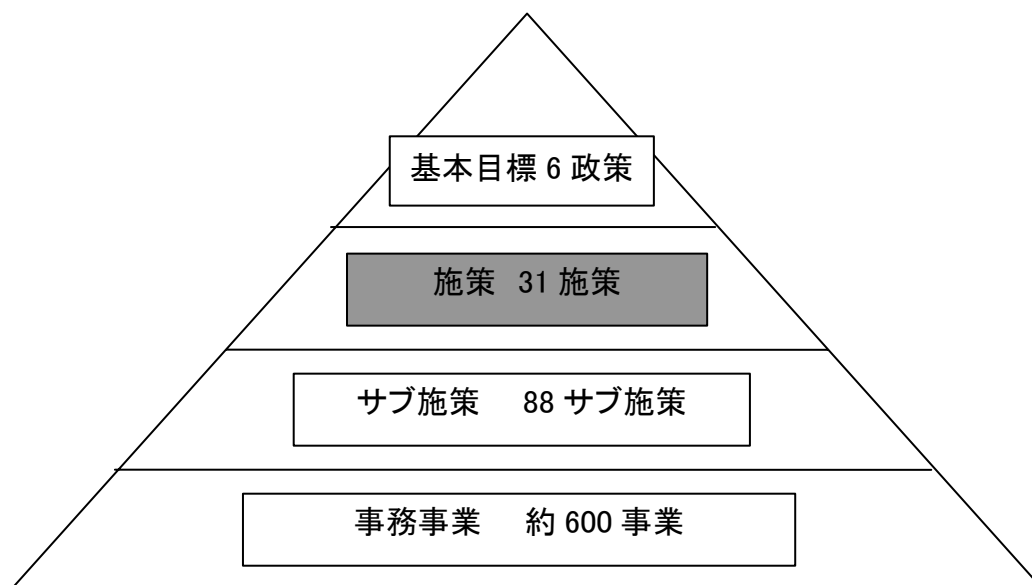 基本目標 6 政策
施策 31 施策
サブ施策 88 サブ施策
事務事業 約 600 事業